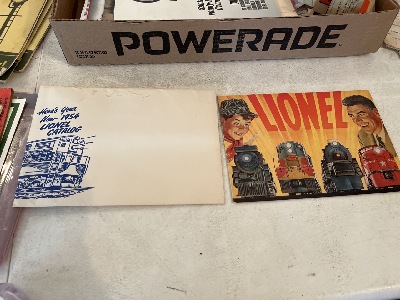 POWERADE
Here's Your
New 1954
LIONEL
CATALOG
LIONEL